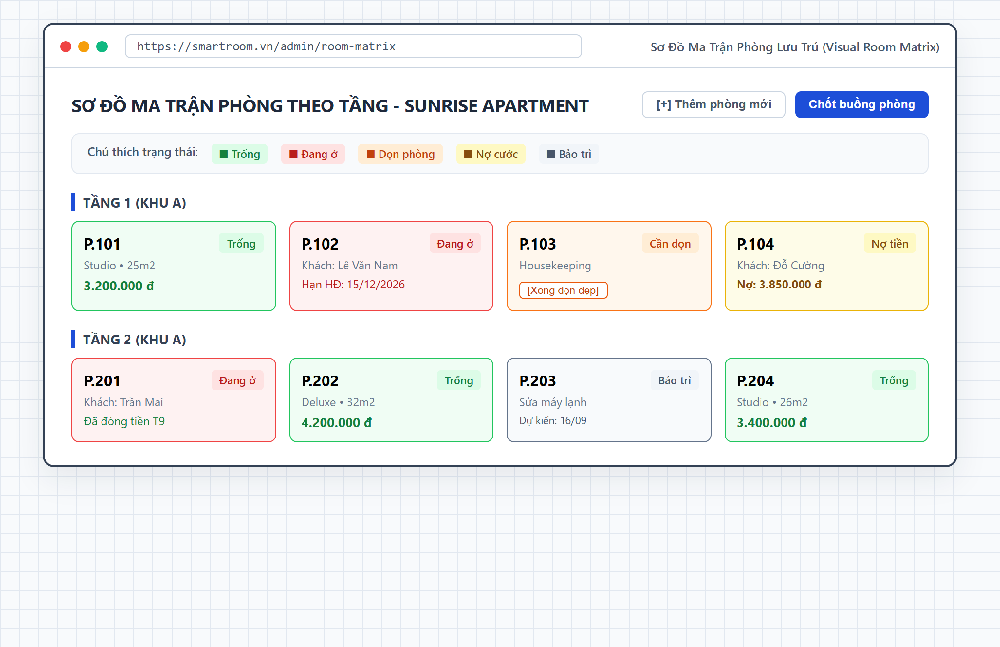 https://smartroom.vn/admin/room-matrix
Sơ Đồ Ma Trận Phòng Lưu Trú (Visual Room Matrix)
SƠ ĐỒ MA TRẬN PHÒNG THEO TẦNG - SUNRISE APARTMENT
[+] Thêm phòng mới
Chốt buồng phòng
Chú thích trạng thái:
■ Trống
■ Đang ở
■ Dọn phòng
■ Nợ cước
■ Bảo trì
TẦNG 1 (KHU A)
P.101
Trống
Studio • 25m2
3.200.000 đ
P.102
Đang ở
Khách: Lê Văn Nam
Hạn HĐ: 15/12/2026
P.103
Cần dọn
Housekeeping
[Xong dọn dẹp]
P.104
Nợ tiền
Khách: Đỗ Cường
Nợ: 3.850.000 đ
TẦNG 2 (KHU A)
P.201
Đang ở
Khách: Trần Mai
Đã đóng tiền T9
P.202
Trống
Deluxe • 32m2
4.200.000 đ
P.203
Bảo trì
Sửa máy lạnh
Dự kiến: 16/09
P.204
Trống
Studio • 26m2
3.400.000 đ